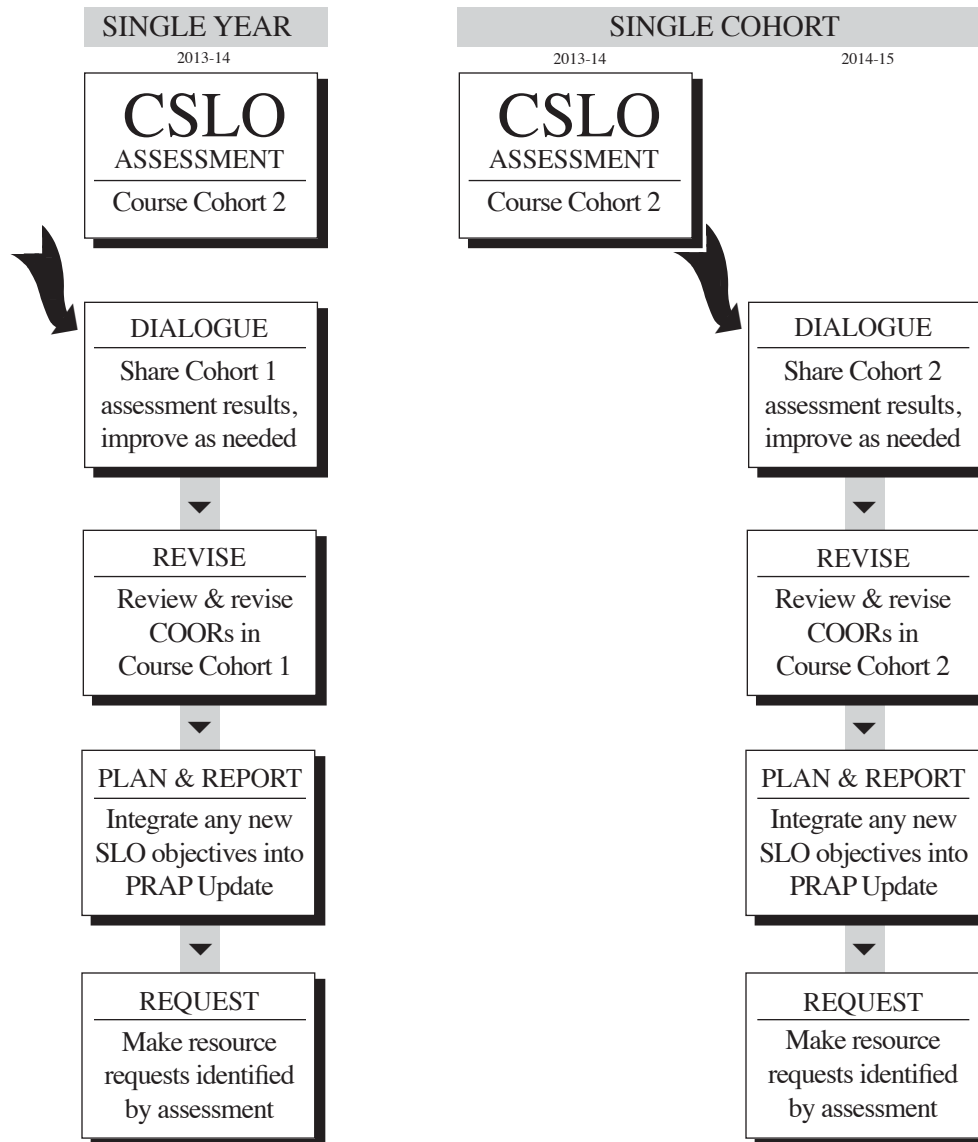 SINGLE YEAR
2013-14
CSLO
ASSESSMENT
Course Cohort 2
DIALOGUE
Share Cohort 1
assessment results,
improve as needed
REVISE
Review & revise
COORs in
Course Cohort 1
PLAN & REPORT
Integrate any new
SLO objectives into
PRAP Update
REQUEST
Make resource
requests identified
by assessment
SINGLE COHORT
2013-14
2014-15
CSLO
ASSESSMENT
Course Cohort 2
DIALOGUE
Share Cohort 2
assessment results,
improve as needed
REVISE
Review & revise
COORs in
Course Cohort 2
PLAN & REPORT
Integrate any new
SLO objectives into
PRAP Update
REQUEST
Make resource
requests identified
by assessment